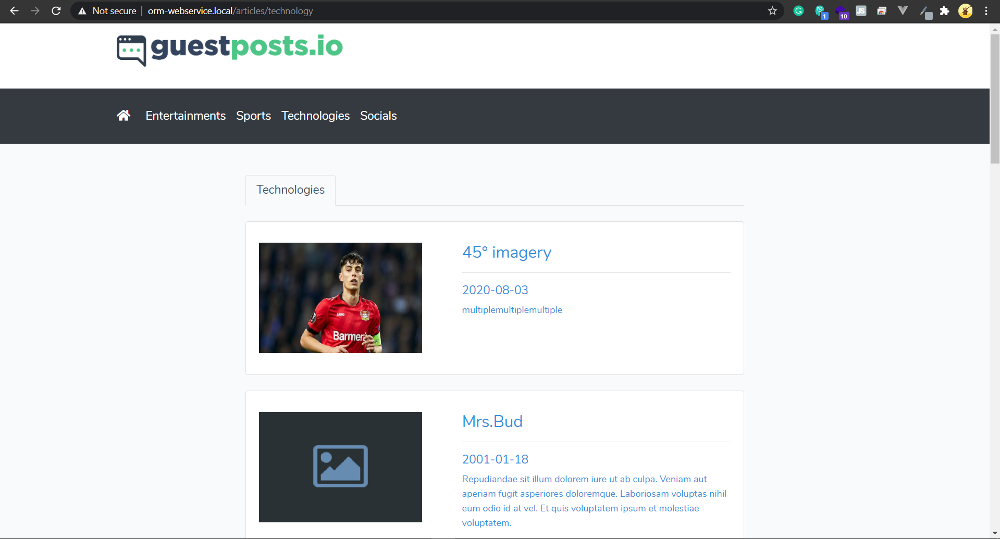 Not secure
orm-webservice.local/articles/technology
1
10
JS
guestposts.io
Entertainments Sports Technologies Socials
Technologies
45° imagery
2020-08-03
multiplemultiplemultiple
JAKO
Barmeni
Mrs.Bud
2001-01-18
Repudiandae sit illum dolorem iure ut ab culpa. Veniam aut
aperiam fugit asperiores doloremque. Laboriosam voluptas nihil
eum odio id at vel. Et quis voluptatem ipsum et molestiae
voluptatem.